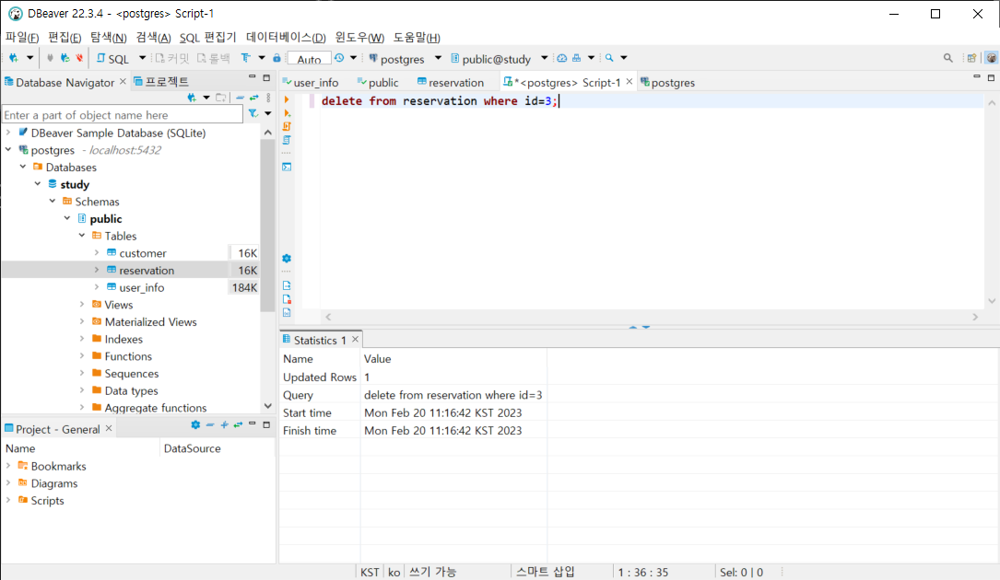 DBeaver 22.3.4 - <postgres> Script-1
파일(F) 편집(E) 탐색(N) 검색(A) SQL 편집기 데이터베이스(D) 윈도우(W) 도움말(H)
SQL 커밋 롤백 Auto postgres public@study
Database Navigator 프로젝트
Enter a part of object name here
DBeaver Sample Database (SQLite)
postgres - localhost:5432
Databases
study
Schemas
public
Tables
customer 16K
reservation 16K
user_info 184K
Views
Materialized Views
Indexes
Functions
Sequences
Data types
Aggregate functions
Project - General
Name DataSource
Bookmarks
Diagrams
Scripts
user_info public reservation *<postgres> Script-1 postgres
delete from reservation where id=3;
Statistics 1
Name Value
Updated Rows 1
Query delete from reservation where id=3
Start time Mon Feb 20 11:16:42 KST 2023
Finish time Mon Feb 20 11:16:42 KST 2023
KST ko 쓰기 가능 스마트 삽입 1 : 36 : 35 Sel: 0 | 0